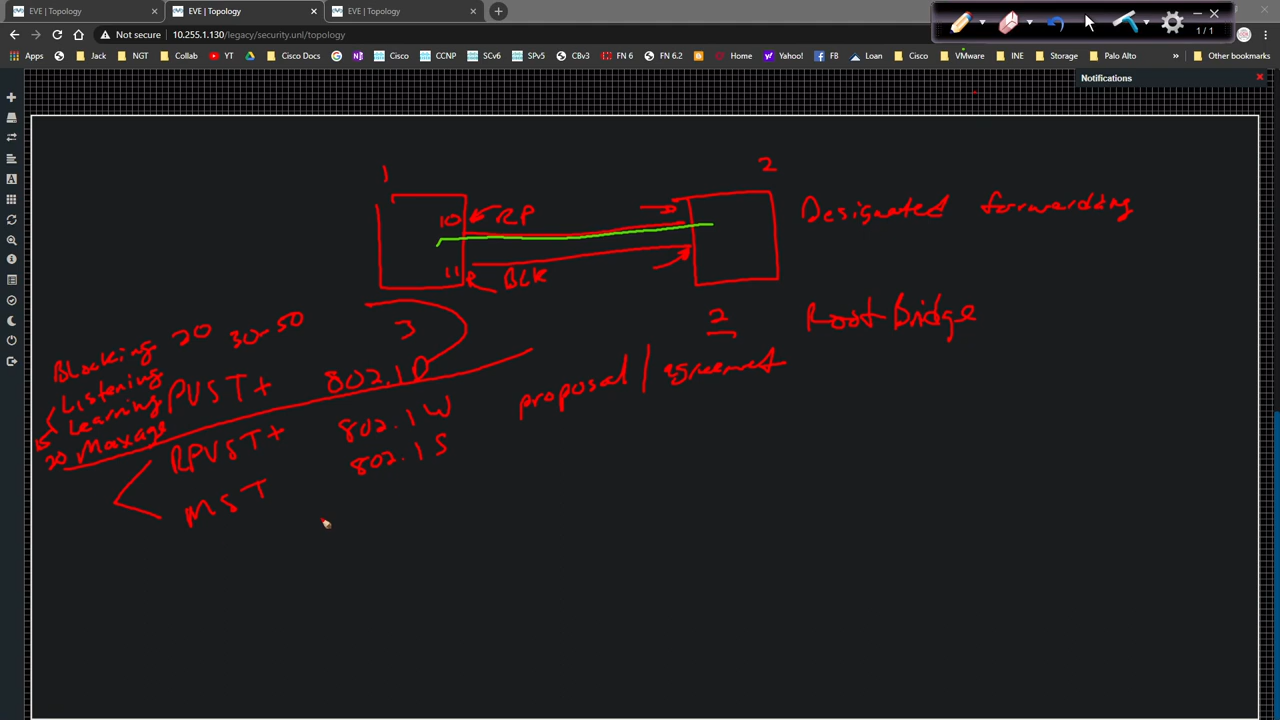 EVE | Topology
EVE | Topology
EVE | Topology
Not secure
10.255.1.130/legacy/security.unl/topology
1 / 1
Apps
Jack
NGT
Collab
YT
Cisco Docs
G
Cisco
CCNP
SCv6
SPv5
CBv3
FN 6
FN 6.2
Home
Yahoo!
FB
Loan
Cisco
VMware
INE
Storage
Palo Alto
Other bookmarks
Notifications
1
2
10
RP
Designated forwarding
11
BLK
3
2
Root Bridge
Blocking 20 30-50
Listening
Learning
15
20 Maxage
PVST+ 802.1D
proposal / agreement
RPVST+ 802.1W
MST 802.1S